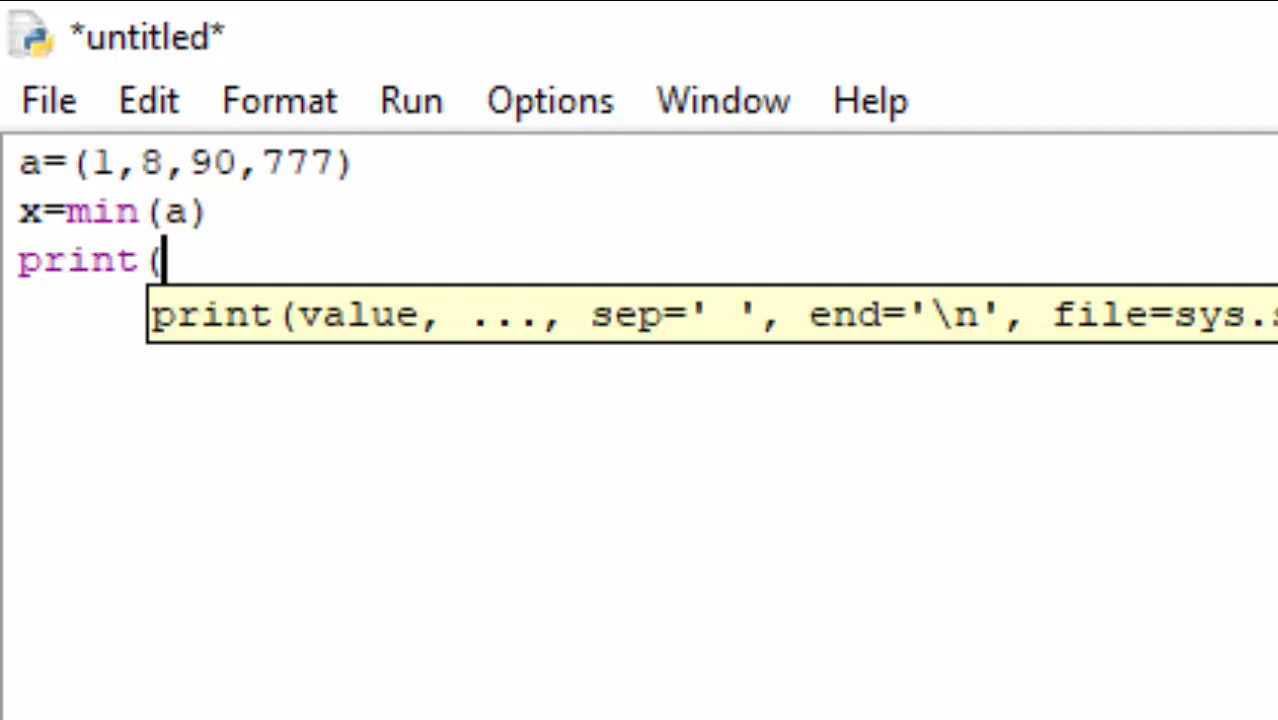 *untitled*
File Edit Format Run Options Window Help
a=(1,8,90,777)
x=min(a)
print(
print(value, ..., sep=' ', end='\n', file=sys.s